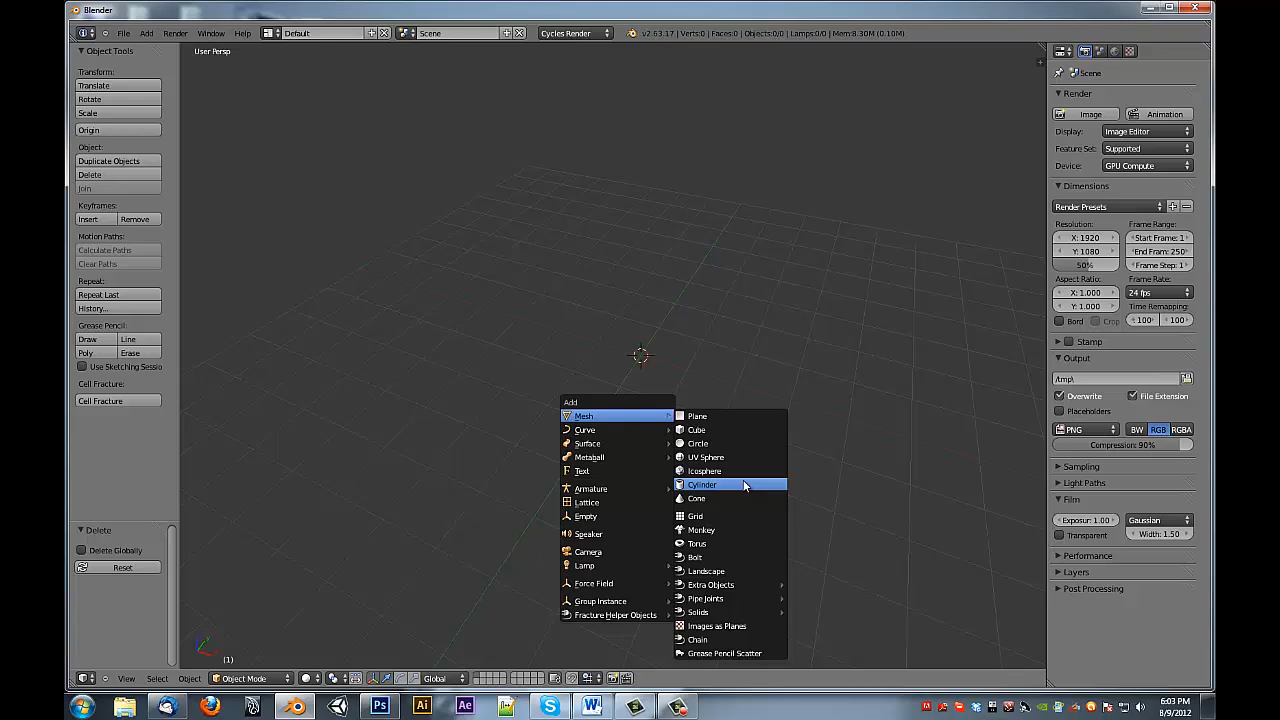 Blender
File Add Render Window Help Default Scene Cycles Render v2.63.17 | Verts:0 | Faces:0 | Objects:0/0 | Lamps:0/0 | Mem:8.30M (0.10M)
Object Tools
Transform:
Translate
Rotate
Scale
Origin
Object:
Duplicate Objects
Delete
Join
Keyframes:
Insert Remove
Motion Paths:
Calculate Paths
Clear Paths
Repeat:
Repeat Last
History...
Grease Pencil:
Draw Line
Poly Erase
Use Sketching Sessio
Cell Fracture:
Cell Fracture
Delete
Delete Globally
Reset
User Persp
Add
Mesh
Curve
Surface
Metaball
Text
Armature
Lattice
Empty
Speaker
Camera
Lamp
Force Field
Group Instance
Fracture Helper Objects
Plane
Cube
Circle
UV Sphere
Icosphere
Cylinder
Cone
Grid
Monkey
Torus
Bolt
Landscape
Extra Objects
Pipe Joints
Solids
Images as Planes
Chain
Grease Pencil Scatter
(1)
View Select Object Object Mode Global
Scene
Render
Image Animation
Display: Image Editor
Feature Set: Supported
Device: GPU Compute
Dimensions
Render Presets
Resolution: Frame Range:
X: 1920 Start Frame: 1
Y: 1080 End Fram: 250
50% Frame Step: 1
Aspect Ratio: Frame Rate:
X: 1.000 24 fps
Y: 1.000 Time Remapping:
Bord Crop 100 100
Stamp
Output
/tmp\
Overwrite File Extension
Placeholders
PNG BW RGB RGBA
Compression: 90%
Sampling
Light Paths
Film
Exposur: 1.00 Gaussian
Transparent Width: 1.50
Performance
Layers
Post Processing
Ps Ai Ae S W
6:03 PM
8/9/2012